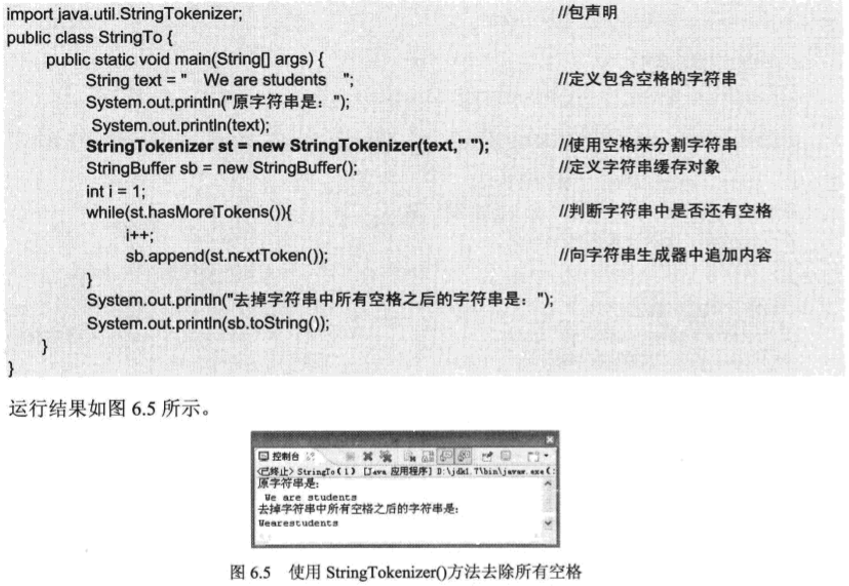 import java.util.StringTokenizer; //包声明
public class StringTo {
public static void main(String[] args) {
String text = "   We are students   "; //定义包含空格的字符串
System.out.println("原字符串是：");
System.out.println(text);
StringTokenizer st = new StringTokenizer(text," "); //使用空格来分割字符串
StringBuffer sb = new StringBuffer(); //定义字符串缓存对象
int i = 1;
while(st.hasMoreTokens()){ //判断字符串中是否还有空格
i++;
sb.append(st.nextToken()); //向字符串生成器中追加内容
}
System.out.println("去掉字符串中所有空格之后的字符串是：");
System.out.println(sb.toString());
}
}
运行结果如图 6.5 所示。
控制台
<已终止> StringTo (1) [Java 应用程序] D:\jdk1.7\bin\javaw.exe (
原字符串是：
We are students
去掉字符串中所有空格之后的字符串是：
Wearestudents
图 6.5 使用 StringTokenizer()方法去除所有空格